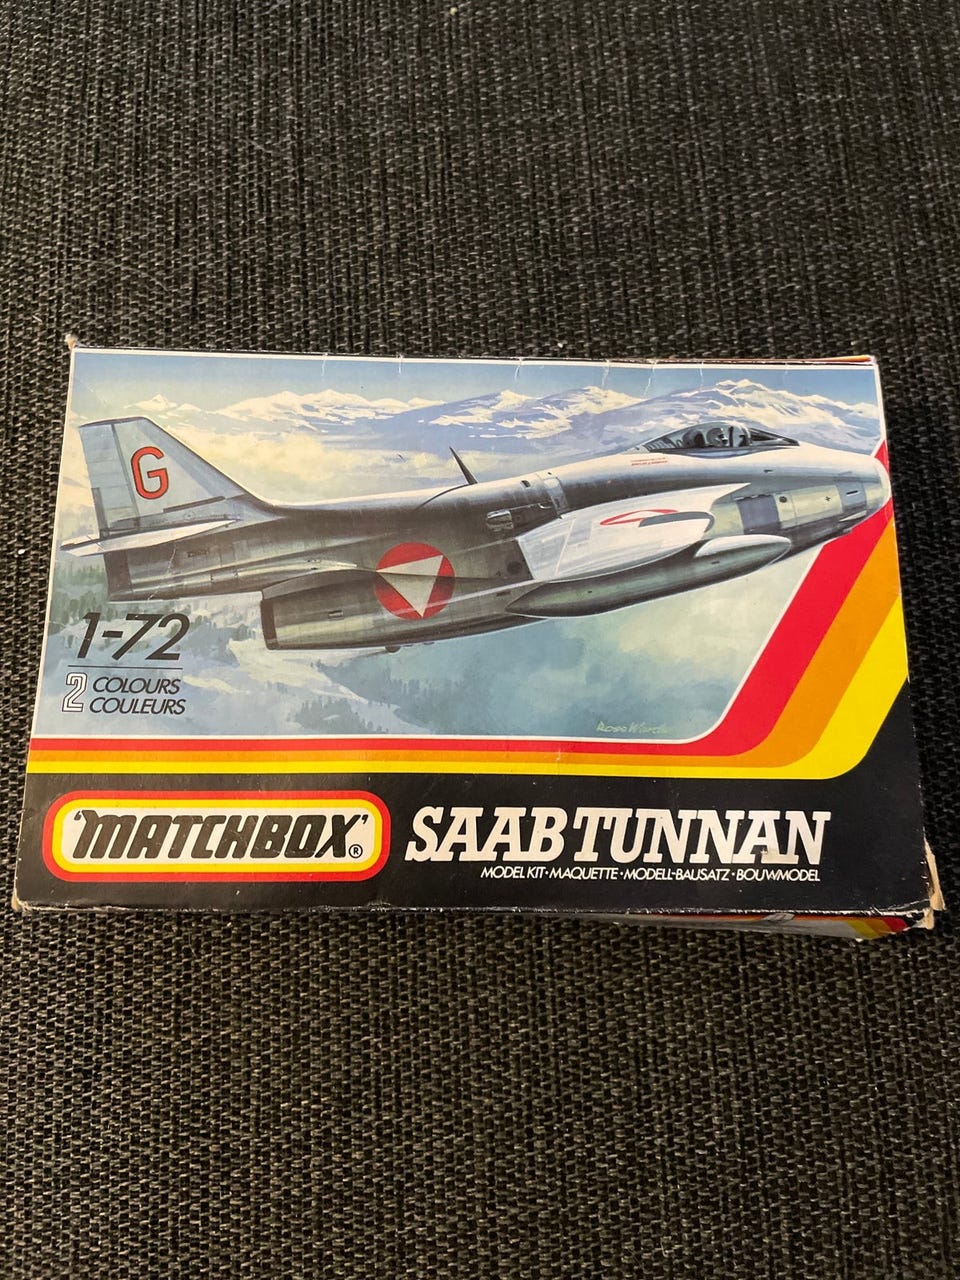 G
1-72
2 COLOURS
COULEURS
'MATCHBOX'®
SAAB TUNNAN
MODEL KIT·MAQUETTE·MODELL-BAUSATZ·BOUWMODEL